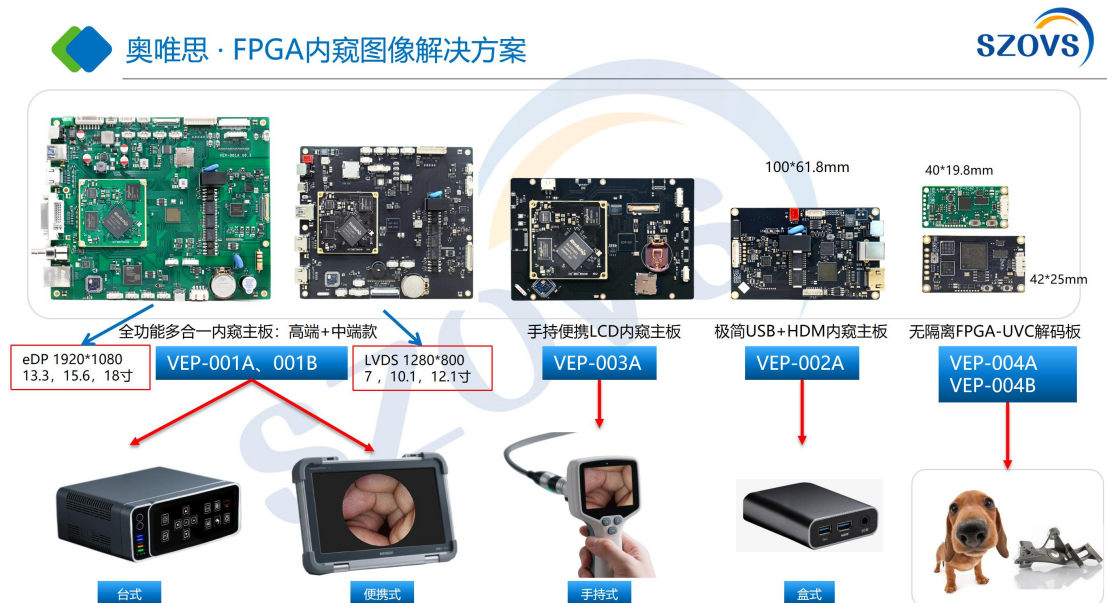 奥唯思 · FPGA内窥图像解决方案
SZOVS
VEP-001A V0.1
100*61.8mm
40*19.8mm
42*25mm
全功能多合一内窥主板：高端+中端款
手持便携LCD内窥主板
极简USB+HDM内窥主板
无隔离FPGA-UVC解码板
eDP 1920*1080
13.3，15.6，18寸
VEP-001A、001B
LVDS 1280*800
7 ，10.1，12.1寸
VEP-003A
VEP-002A
VEP-004A
VEP-004B
台式
便携式
手持式
盒式